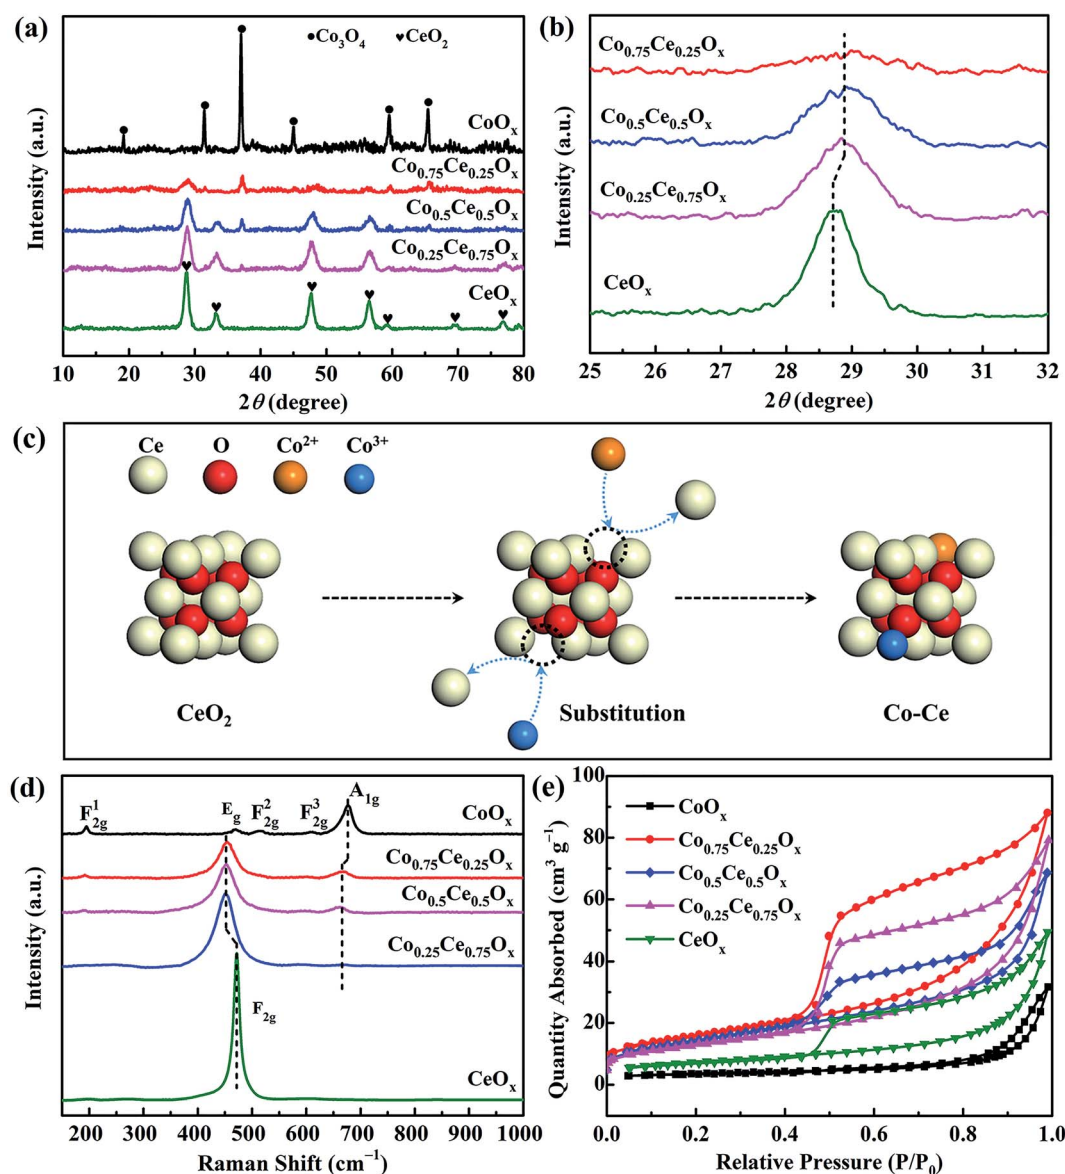 (a)
● Co₃O₄ ♥ CeO₂
CoOₓ
Co₀.₇₅Ce₀.₂₅Oₓ
Co₀.₅Ce₀.₅Oₓ
Co₀.₂₅Ce₀.₇₅Oₓ
CeOₓ
Intensity (a.u.)
10 20 30 40 50 60 70 80
2θ (degree)
(b)
Co₀.₇₅Ce₀.₂₅Oₓ
Co₀.₅Ce₀.₅Oₓ
Co₀.₂₅Ce₀.₇₅Oₓ
CeOₓ
Intensity (a.u.)
25 26 27 28 29 30 31 32
2θ (degree)
(c)
Ce O Co²⁺ Co³⁺
CeO₂ Substitution Co-Ce
(d)
F¹₂g Eg F²₂g F³₂g A₁g
CoOₓ
Co₀.₇₅Ce₀.₂₅Oₓ
Co₀.₅Ce₀.₅Oₓ
Co₀.₂₅Ce₀.₇₅Oₓ
F₂g
CeOₓ
Intensity (a.u.)
200 300 400 500 600 700 800 900 1000
Raman Shift (cm⁻¹)
(e)
100
80
60
40
20
0
Quantity Absorbed (cm³ g⁻¹)
CoOₓ
Co₀.₇₅Ce₀.₂₅Oₓ
Co₀.₅Ce₀.₅Oₓ
Co₀.₂₅Ce₀.₇₅Oₓ
CeOₓ
0.0 0.2 0.4 0.6 0.8 1.0
Relative Pressure (P/P₀)